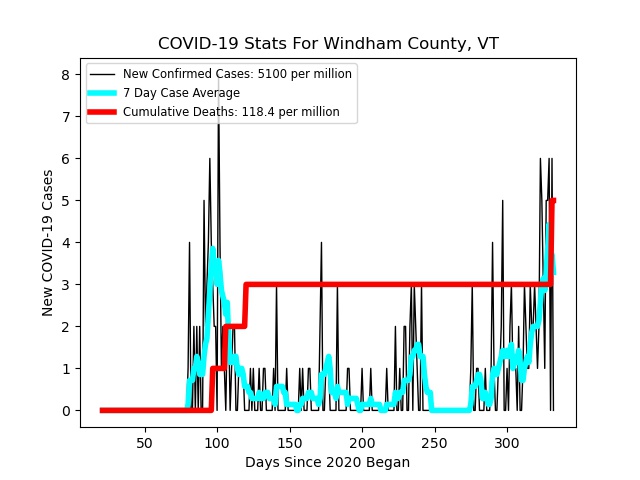 COVID-19 Stats For Windham County, VT
New Confirmed Cases: 5100 per million
7 Day Case Average
Cumulative Deaths: 118.4 per million
New COVID-19 Cases
8
7
6
5
4
3
2
1
0
50 100 150 200 250 300
Days Since 2020 Began